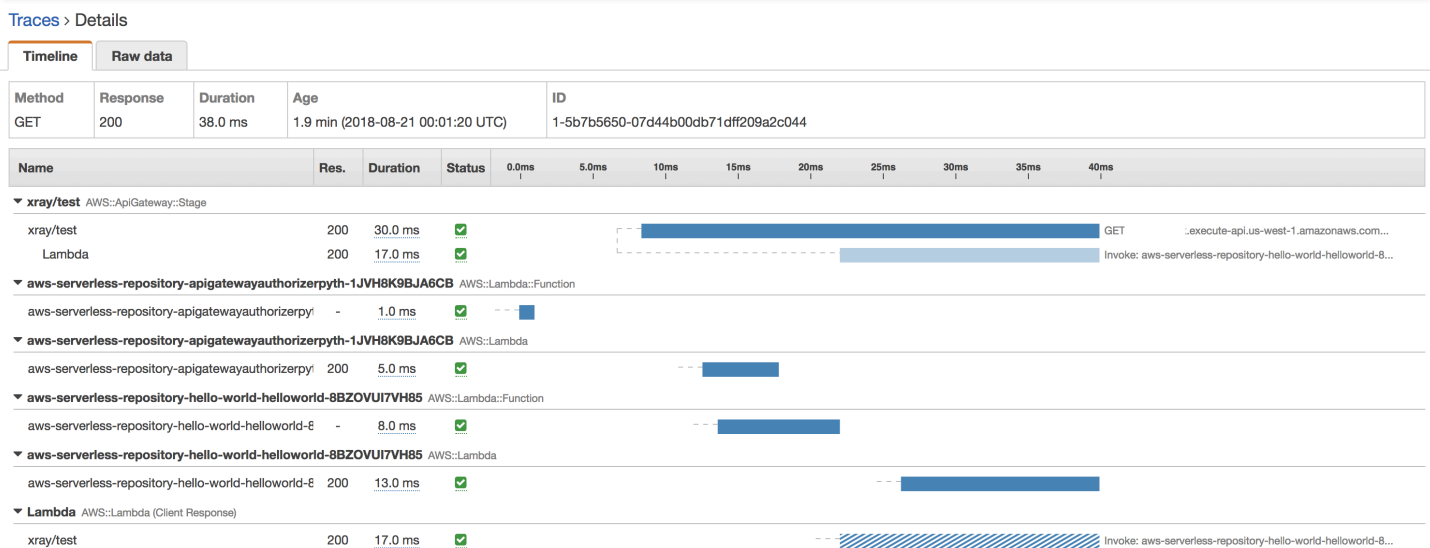 Traces > Details
Timeline Raw data
Method Response Duration Age ID
GET 200 38.0 ms 1.9 min (2018-08-21 00:01:20 UTC) 1-5b7b5650-07d44b00db71dff209a2c044
Name Res. Duration Status 0.0ms 5.0ms 10ms 15ms 20ms 25ms 30ms 35ms 40ms
xray/test AWS::ApiGateway::Stage
xray/test 200 30.0 ms GET :.execute-api.us-west-1.amazonaws.com...
Lambda 200 17.0 ms Invoke: aws-serverless-repository-hello-world-helloworld-8...
aws-serverless-repository-apigatewayauthorizerpyth-1JVH8K9BJA6CB AWS::Lambda::Function
aws-serverless-repository-apigatewayauthorizerpyt - 1.0 ms
aws-serverless-repository-apigatewayauthorizerpyth-1JVH8K9BJA6CB AWS::Lambda
aws-serverless-repository-apigatewayauthorizerpyt 200 5.0 ms
aws-serverless-repository-hello-world-helloworld-8BZOVUI7VH85 AWS::Lambda::Function
aws-serverless-repository-hello-world-helloworld-8 - 8.0 ms
aws-serverless-repository-hello-world-helloworld-8BZOVUI7VH85 AWS::Lambda
aws-serverless-repository-hello-world-helloworld-8 200 13.0 ms
Lambda AWS::Lambda (Client Response)
xray/test 200 17.0 ms Invoke: aws-serverless-repository-hello-world-helloworld-8...